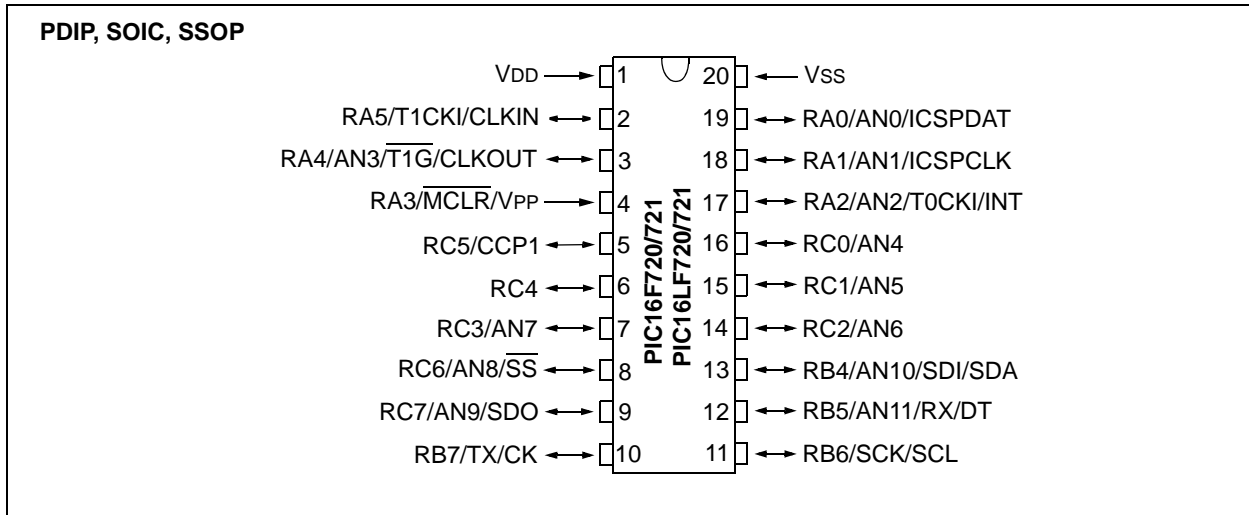 PDIP, SOIC, SSOP
VDD 1 20 VSS
RA5/T1CKI/CLKIN 2 19 RA0/AN0/ICSPDAT
RA4/AN3/T1G/CLKOUT 3 18 RA1/AN1/ICSPCLK
RA3/MCLR/VPP 4 17 RA2/AN2/T0CKI/INT
RC5/CCP1 5 16 RC0/AN4
RC4 6 15 RC1/AN5
RC3/AN7 7 14 RC2/AN6
RC6/AN8/SS 8 13 RB4/AN10/SDI/SDA
RC7/AN9/SDO 9 12 RB5/AN11/RX/DT
RB7/TX/CK 10 11 RB6/SCK/SCL
PIC16F720/721
PIC16LF720/721